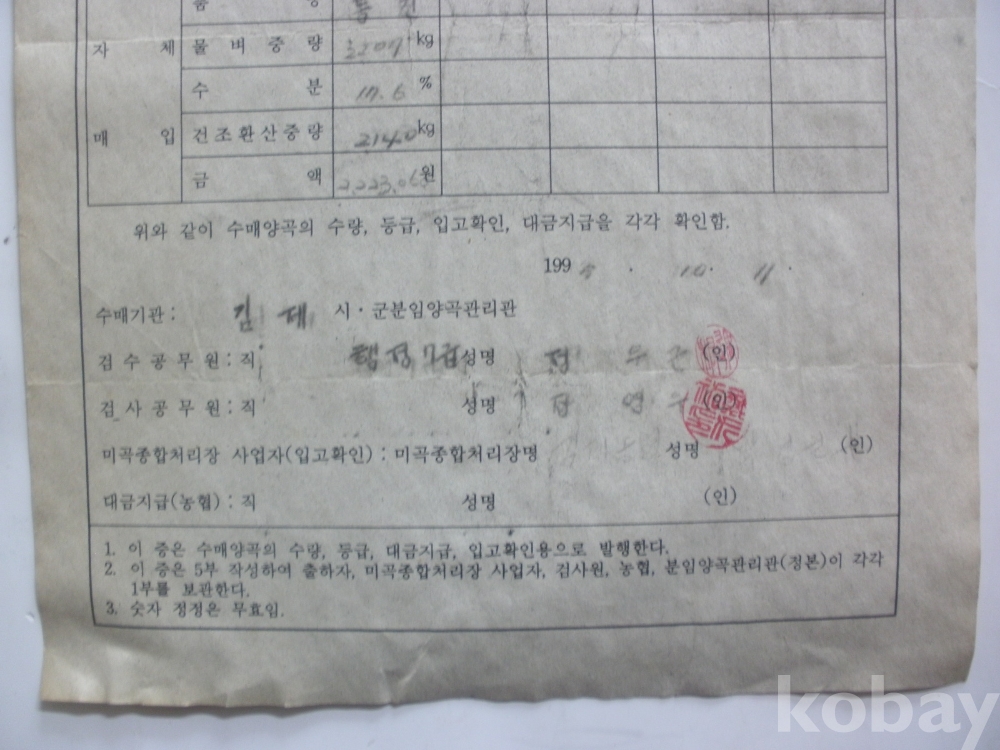 자 체 물 벼 중 량 kg
수 분 17.6 %
매 입 건 조 환 산 중 량 2140 kg
금 액 원
위와 같이 수매양곡의 수량, 등급, 입고확인, 대금지급을 각각 확인함.
199 . 10 . 11 .
수매기관 : 김 제 시 · 군분임양곡관리관
검 수 공 무 원 : 직 행정7급 성명 정 (인)
검 사 공 무 원 : 직 성명 정 영 (인)
미곡종합처리장 사업자(입고확인) : 미곡종합처리장명 성명 (인)
대금지급(농협) : 직 성명 (인)
1. 이 증은 수매양곡의 수량, 등급, 대금지급, 입고확인용으로 발행한다.
2. 이 증은 5부 작성하여 출하자, 미곡종합처리장 사업자, 검사원, 농협, 분임양곡관리관(정본)이 각각
1부를 보관한다.
3. 숫자 정정은 무효임.
kobay